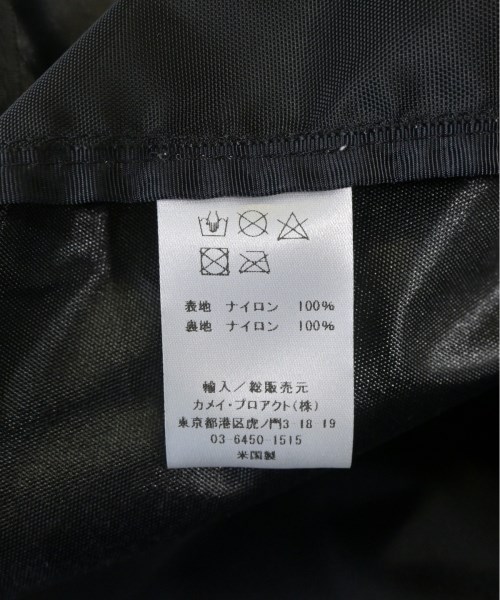 表地 ナイロン 100%
裏地 ナイロン 100%
輸入/総販売元
カメイ・プロアクト(株)
東京都港区虎ノ門3-18-19
03-6450-1515
米国製